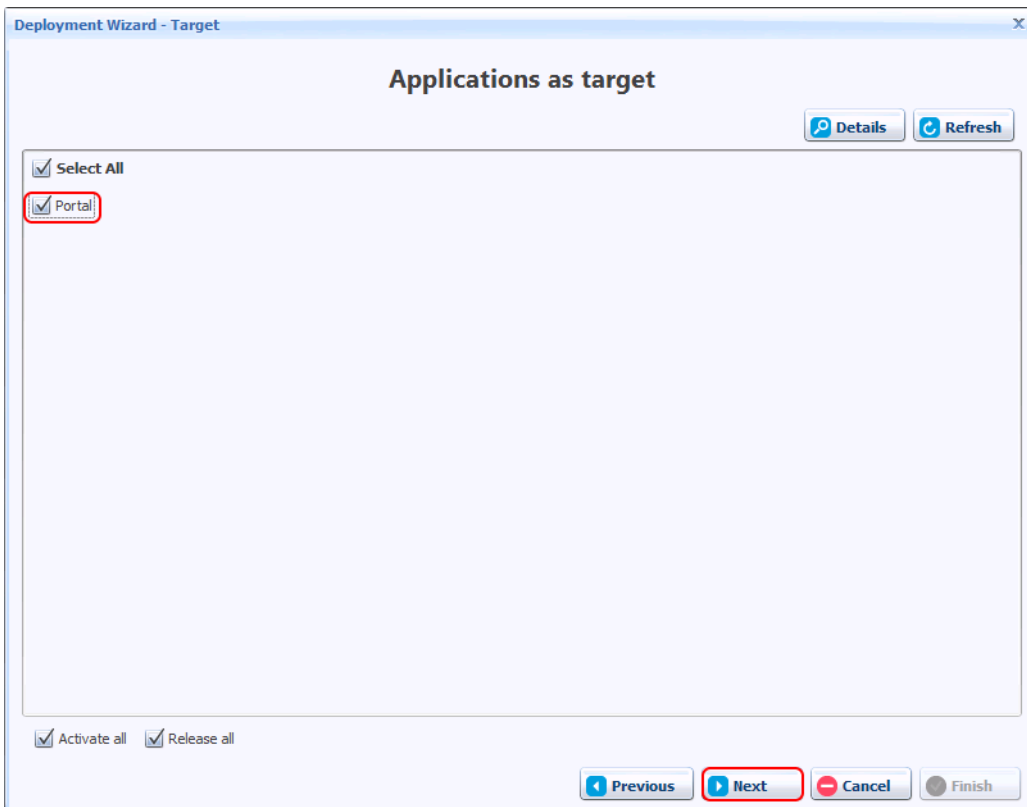 Deployment Wizard - Target
Applications as target
Details Refresh
Select All
Portal
Activate all Release all
Previous Next Cancel Finish